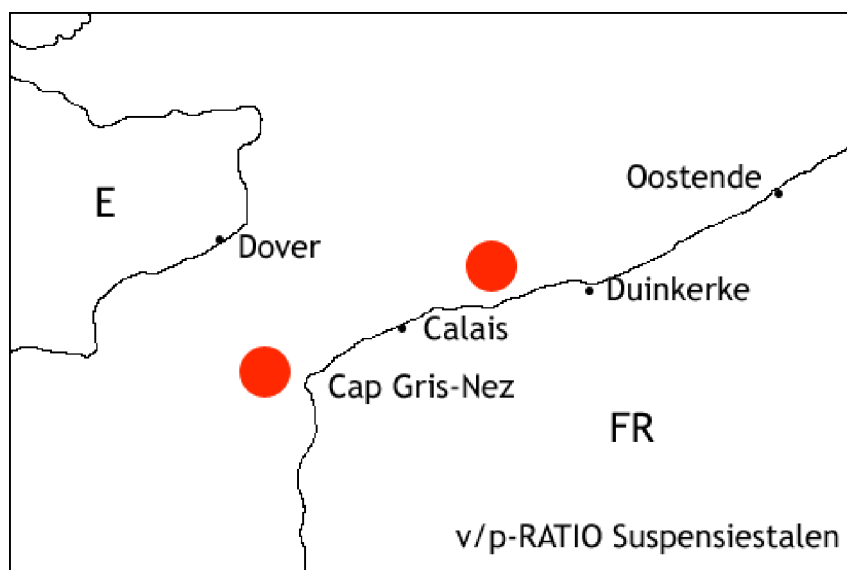 Oostende
E
Dover
Duinkerke
Calais
Cap Gris-Nez
FR
v/p-RATIO Suspensiestalen